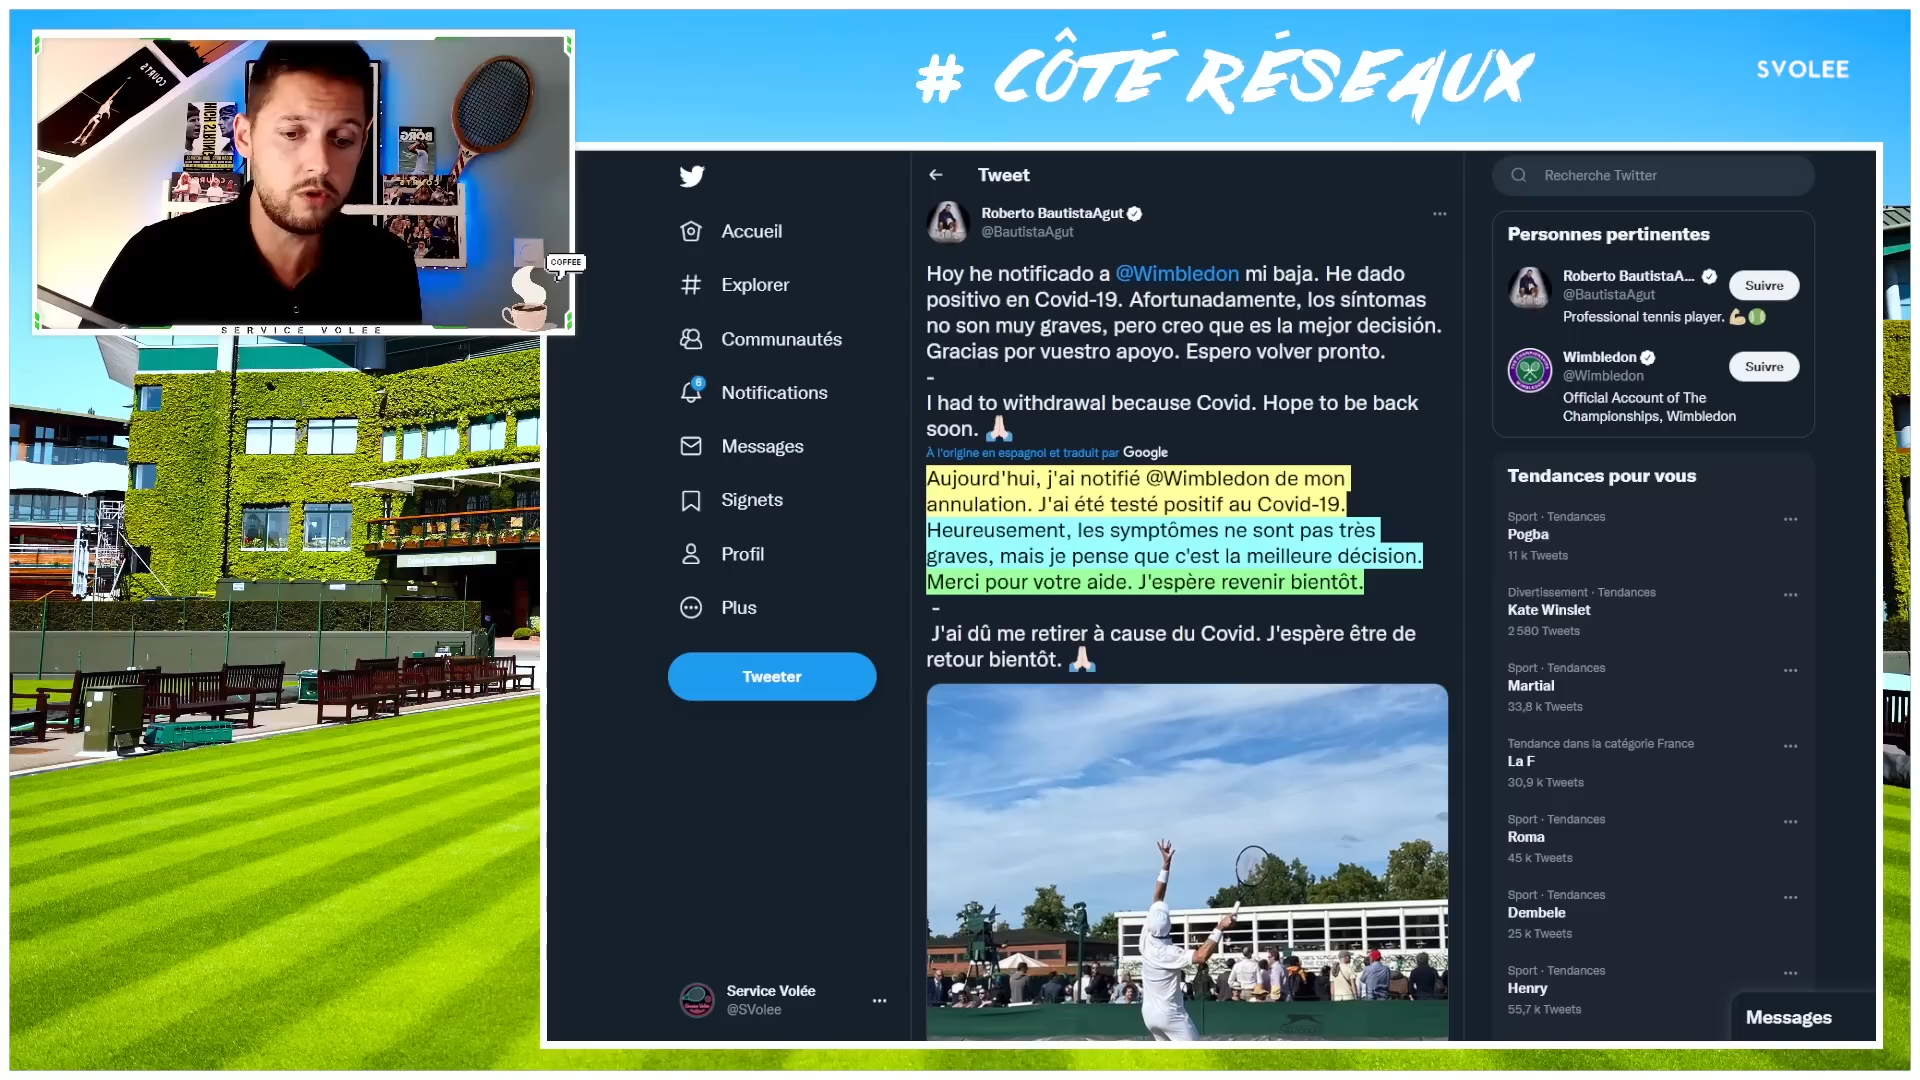 # CÔTÉ RÉSEAUX
SVOLEE
COURTS
HIGH STRUNG
BORG
COURTS
COFFEE
SERVICE VOLEE
Accueil
Explorer
Communautés
6
Notifications
Messages
Signets
Profil
Plus
Tweeter
Service Volée
@SVolee
Tweet
Roberto BautistaAgut
@BautistaAgut
Hoy he notificado a @Wimbledon mi baja. He dado
positivo en Covid-19. Afortunadamente, los síntomas
no son muy graves, pero creo que es la mejor decisión.
Gracias por vuestro apoyo. Espero volver pronto.
-
I had to withdrawal because Covid. Hope to be back
soon. 🙏🏻
À l'origine en espagnol et traduit par Google
Aujourd'hui, j'ai notifié @Wimbledon de mon
annulation. J'ai été testé positif au Covid-19.
Heureusement, les symptômes ne sont pas très
graves, mais je pense que c'est la meilleure décision.
Merci pour votre aide. J'espère revenir bientôt.
-
J'ai dû me retirer à cause du Covid. J'espère être de
retour bientôt. 🙏🏻
Recherche Twitter
Personnes pertinentes
Roberto BautistaA...
@BautistaAgut
Suivre
Professional tennis player. 💪🏼🎾
Wimbledon
@Wimbledon
Suivre
Official Account of The
Championships, Wimbledon
Tendances pour vous
Sport · Tendances
Pogba
11 k Tweets
Divertissement · Tendances
Kate Winslet
2 580 Tweets
Sport · Tendances
Martial
33,8 k Tweets
Tendance dans la catégorie France
La F
30,9 k Tweets
Sport · Tendances
Roma
45 k Tweets
Sport · Tendances
Dembele
25 k Tweets
Sport · Tendances
Henry
55,7 k Tweets
Messages